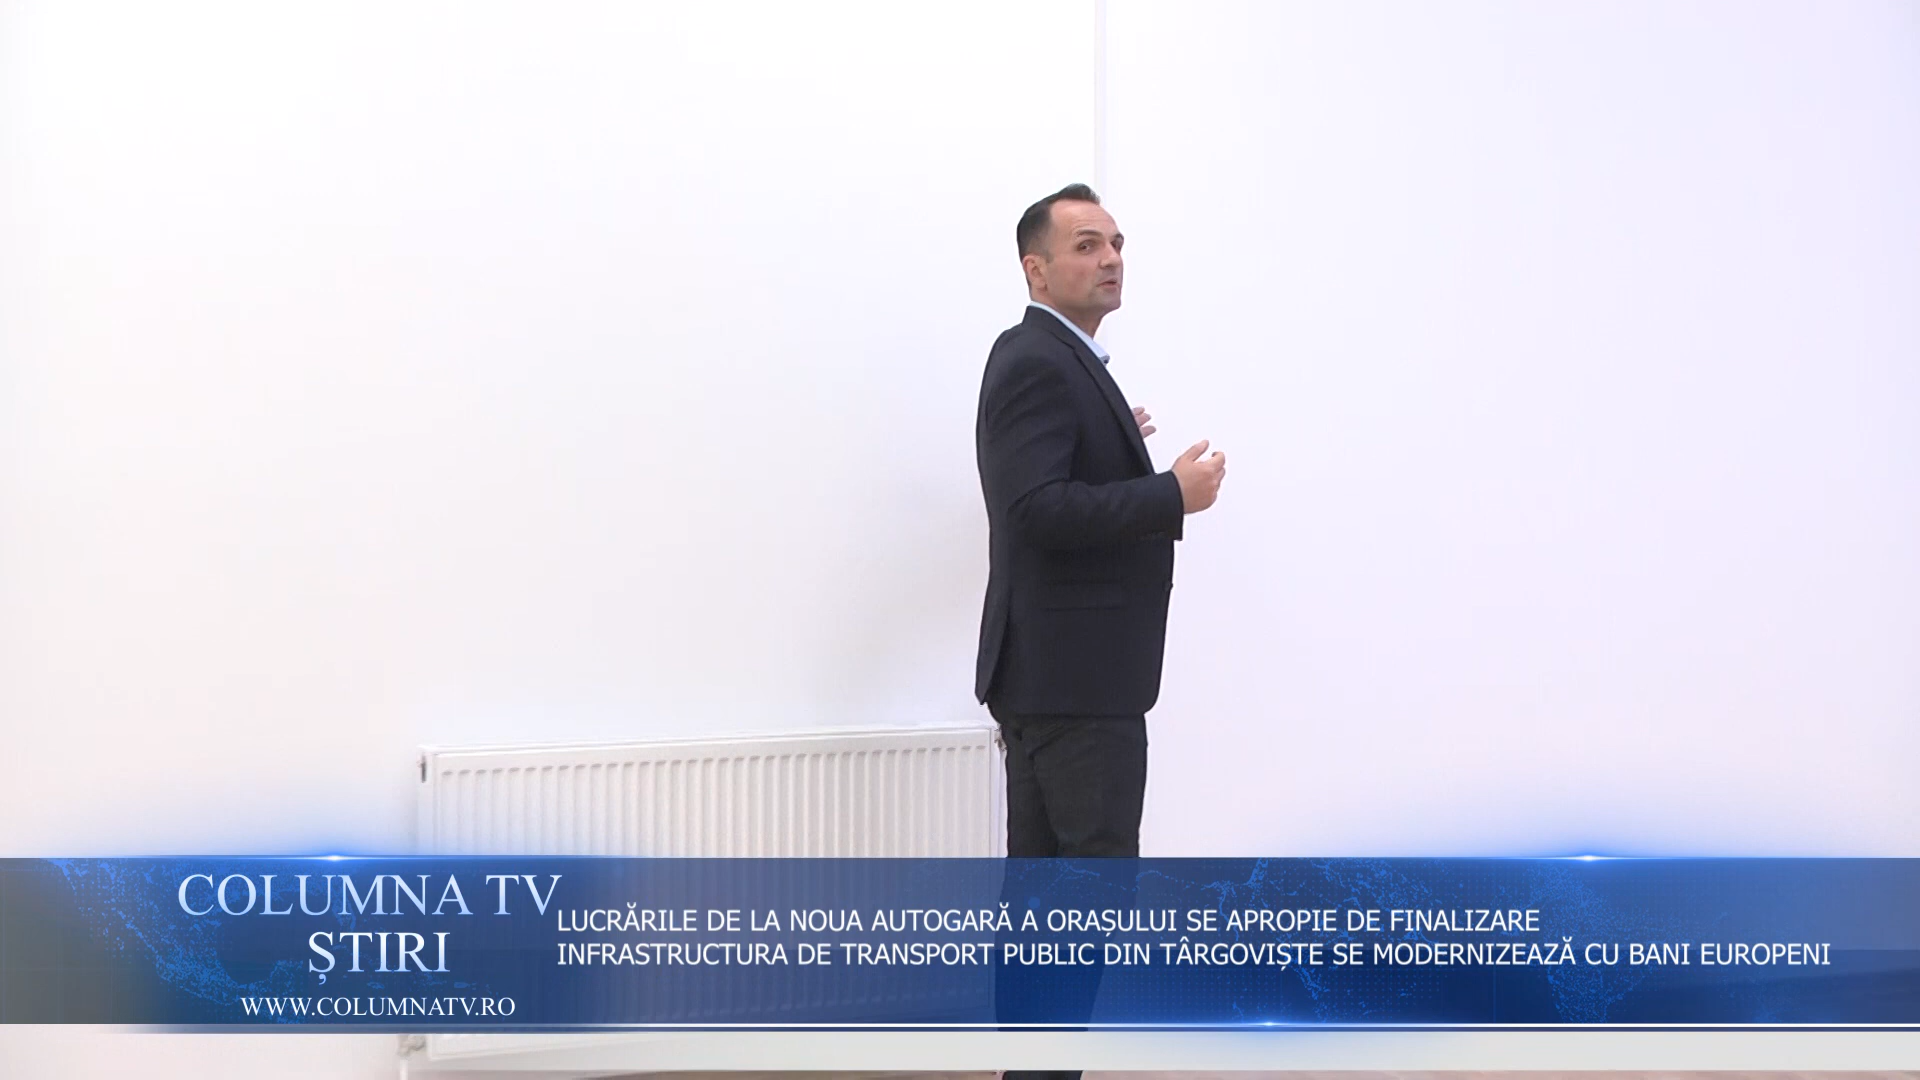 COLUMNA TV
ȘTIRI
WWW.COLUMNATV.RO
LUCRĂRILE DE LA NOUA AUTOGARĂ A ORAȘULUI SE APROPIE DE FINALIZARE
INFRASTRUCTURA DE TRANSPORT PUBLIC DIN TÂRGOVIȘTE SE MODERNIZEAZĂ CU BANI EUROPENI